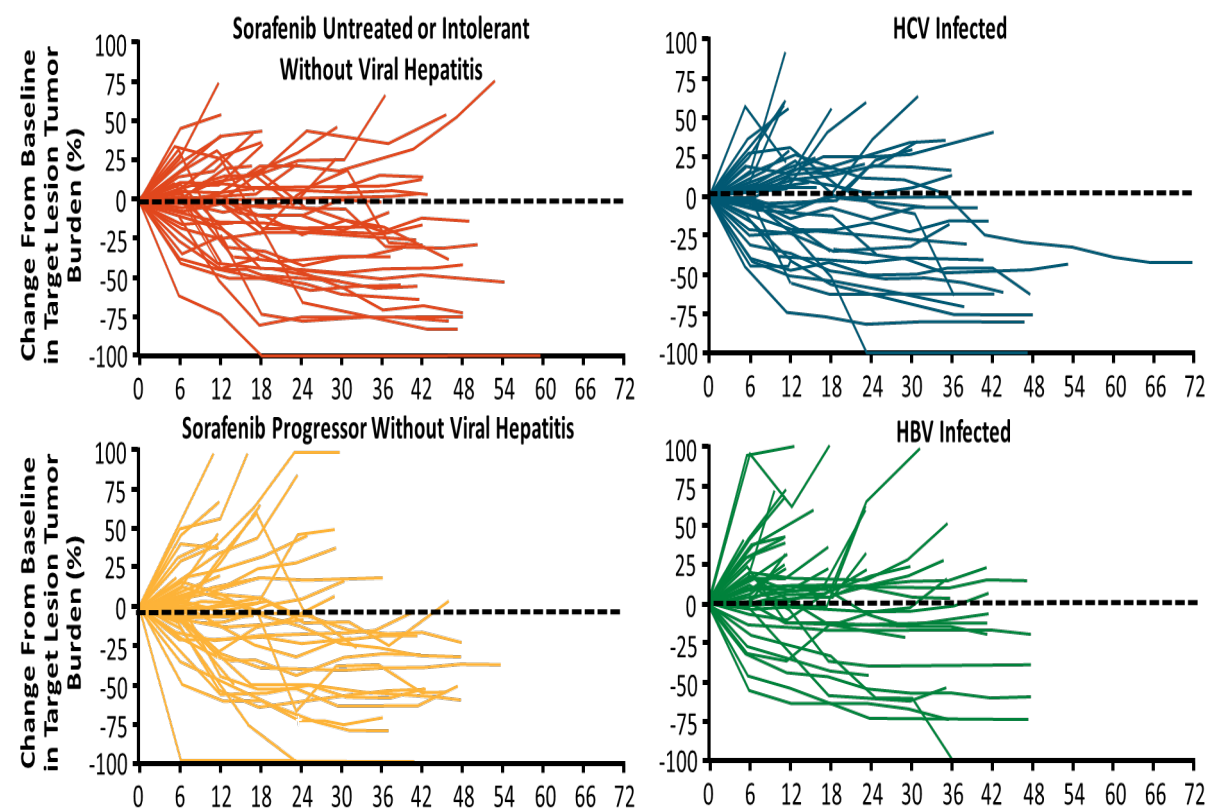 Sorafenib Untreated or Intolerant
Without Viral Hepatitis
Change From Baseline
in Target Lesion Tumor
Burden (%)
100
75
50
25
0
-25
-50
-75
-100
0 6 12 18 24 30 36 42 48 54 60 66 72
HCV Infected
100
75
50
25
0
-25
-50
-75
-100
0 6 12 18 24 30 36 42 48 54 60 66 72
Sorafenib Progressor Without Viral Hepatitis
Change From Baseline
in Target Lesion Tumor
Burden (%)
100
75
50
25
0
-25
-50
-75
-100
0 6 12 18 24 30 36 42 48 54 60 66 72
HBV Infected
100
75
50
25
0
-25
-50
-75
-100
0 6 12 18 24 30 36 42 48 54 60 66 72